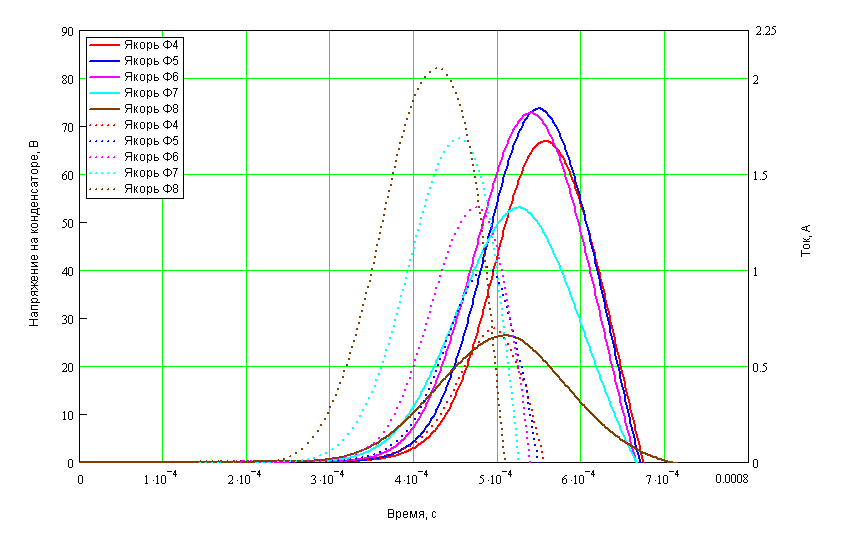 90
80
70
60
50
40
30
20
10
0
Напряжение на конденсаторе, В
Якорь Ф4
Якорь Ф5
Якорь Ф6
Якорь Ф7
Якорь Ф8
Якорь Ф4
Якорь Ф5
Якорь Ф6
Якорь Ф7
Якорь Ф8
2.25
2
1.5
1
0.5
0
Ток, А
0 1·10⁻⁴ 2·10⁻⁴ 3·10⁻⁴ 4·10⁻⁴ 5·10⁻⁴ 6·10⁻⁴ 7·10⁻⁴ 0.0008
Время, с